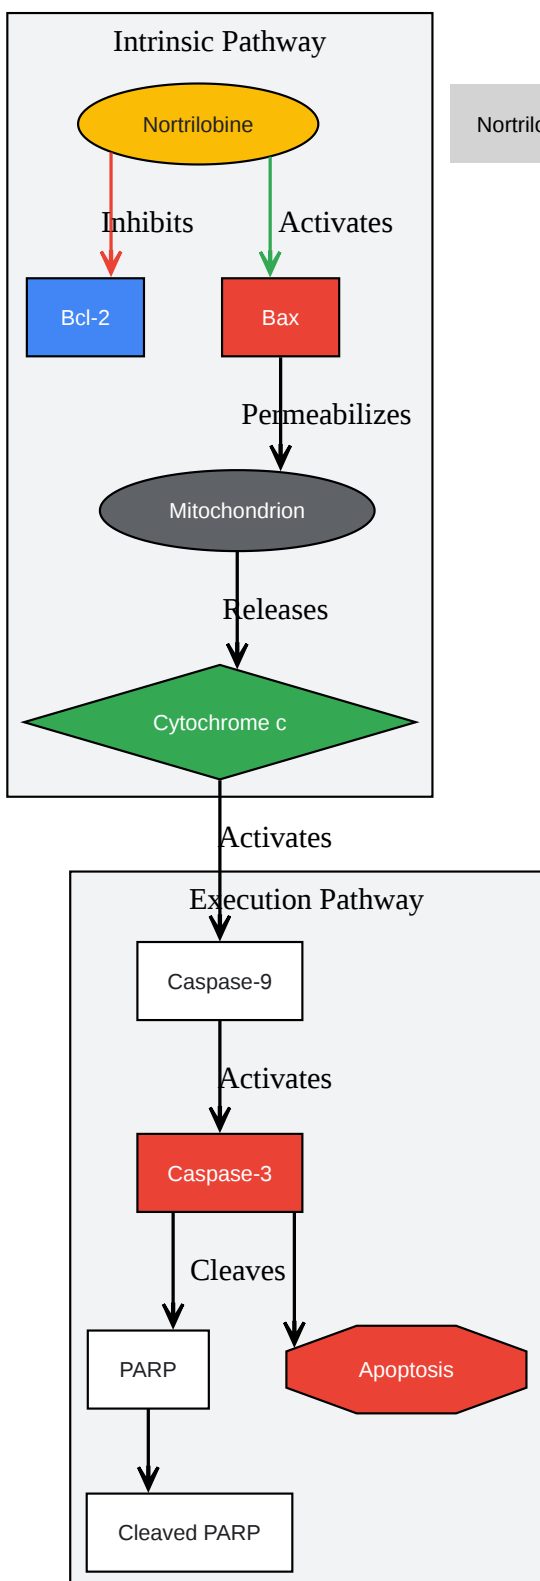 Intrinsic Pathway
Nortrilobine
Inhibits
Activates
Bcl-2
Bax
Permeabilizes
Mitochondrion
Releases
Cytochrome c
Activates
Execution Pathway
Caspase-9
Activates
Caspase-3
Cleaves
PARP
Apoptosis
Cleaved PARP